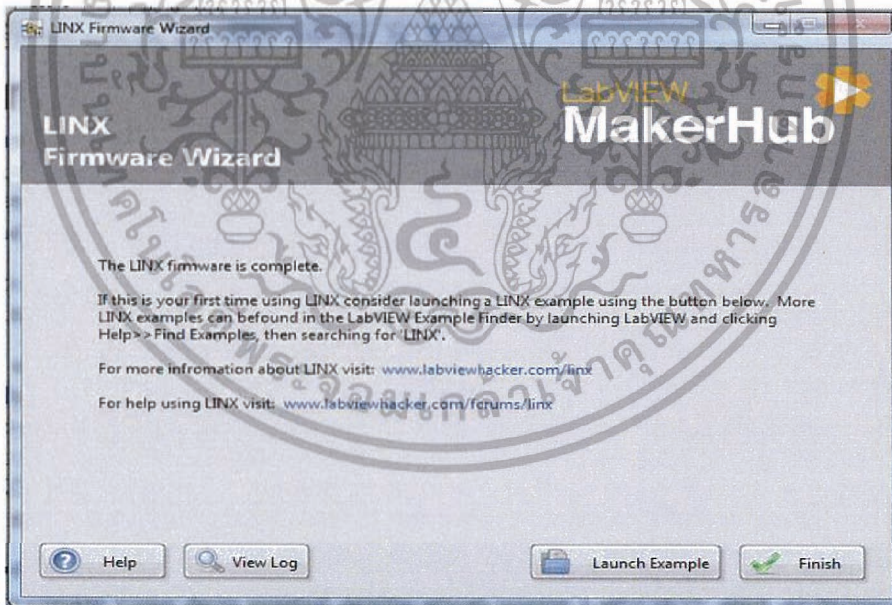 LINX Firmware Wizard
LabVIEW
MakerHub
LINX
Firmware Wizard
The LINX firmware is complete.
If this is your first time using LINX consider launching a LINX example using the button below. More
LINX examples can befound in the LabVIEW Example Finder by launching LabVIEW and clicking
Help>>Find Examples, then searching for 'LINX'.
For more infromation about LINX visit: www.labviewhacker.com/linx
For help using LINX visit: www.labviewhacker.com/forums/linx
Help
View Log
Launch Example
Finish